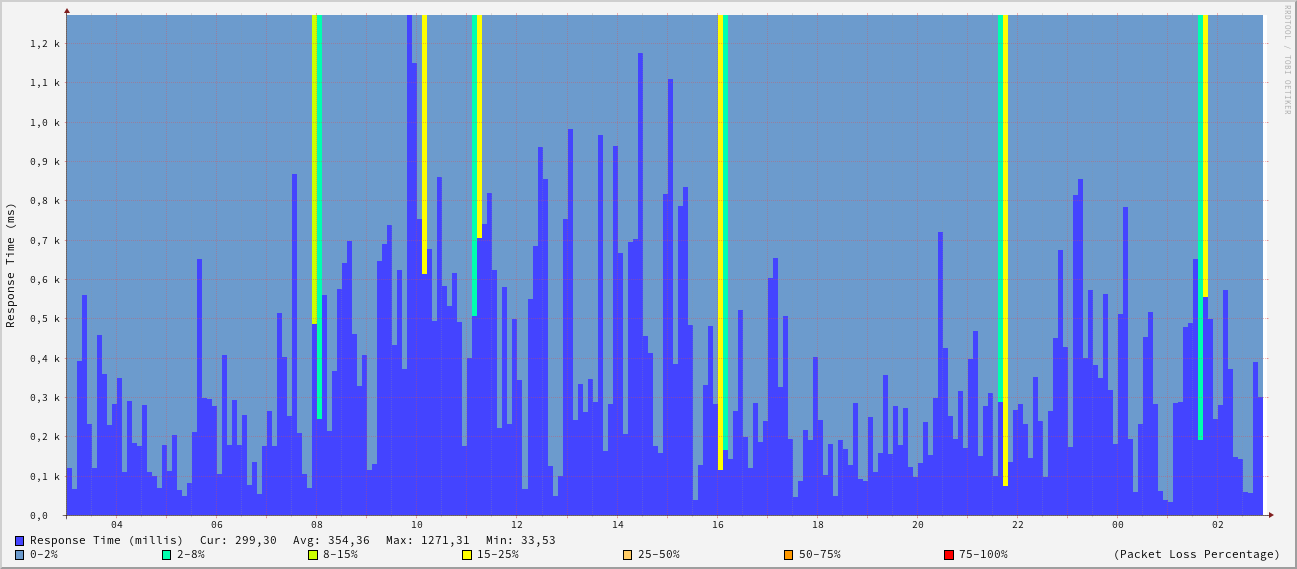 RRDTOOL / TOBI OETIKER
Response Time (ms)
1,2 k
1,1 k
1,0 k
0,9 k
0,8 k
0,7 k
0,6 k
0,5 k
0,4 k
0,3 k
0,2 k
0,1 k
0,0
04 06 08 10 12 14 16 18 20 22 00 02
Response Time (millis) Cur: 299,30 Avg: 354,36 Max: 1271,31 Min: 33,53
0-2% 2-8% 8-15% 15-25% 25-50% 50-75% 75-100% (Packet Loss Percentage)